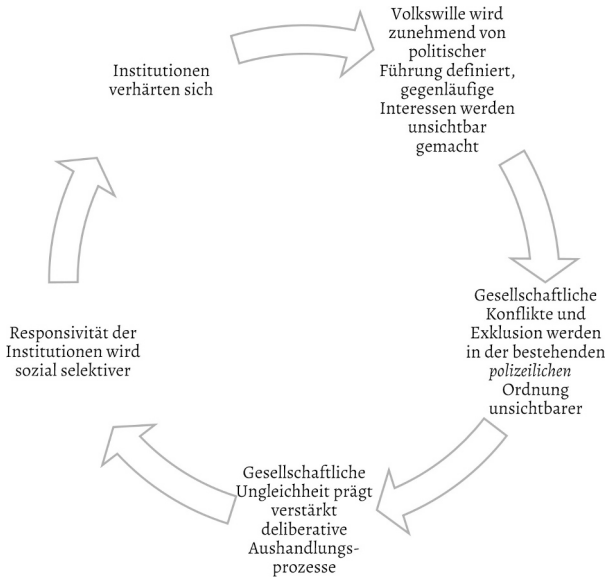 Volkswille wird
zunehmend von
politischer
Führung definiert,
gegenläufige
Interessen werden
unsichtbar
gemacht
Gesellschaftliche
Konflikte und
Exklusion werden
in der bestehenden
polizeilichen
Ordnung
unsichtbarer
Gesellschaftliche
Ungleichheit prägt
verstärkt
deliberative
Aushandlungs-
prozesse
Responsivität der
Institutionen wird
sozial selektiver
Institutionen
verhärten sich